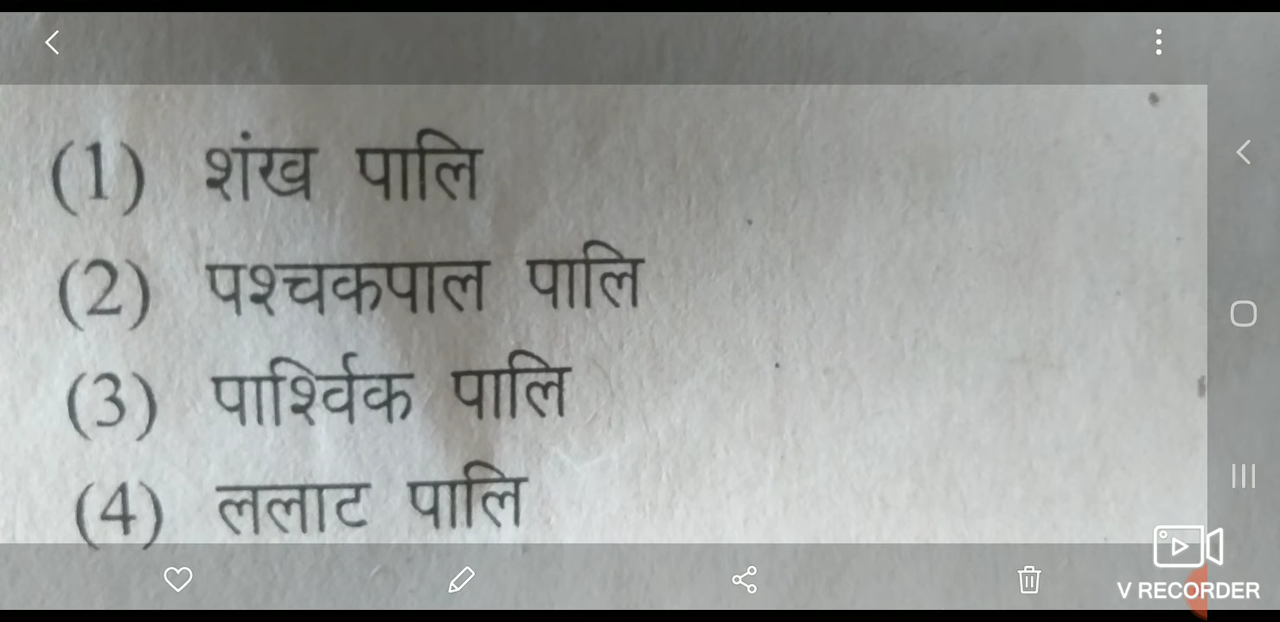 (1) शंख पालि
(2) पश्चकपाल पालि
(3) पार्श्विक पालि
(4) ललाट पालि
V RECORDER